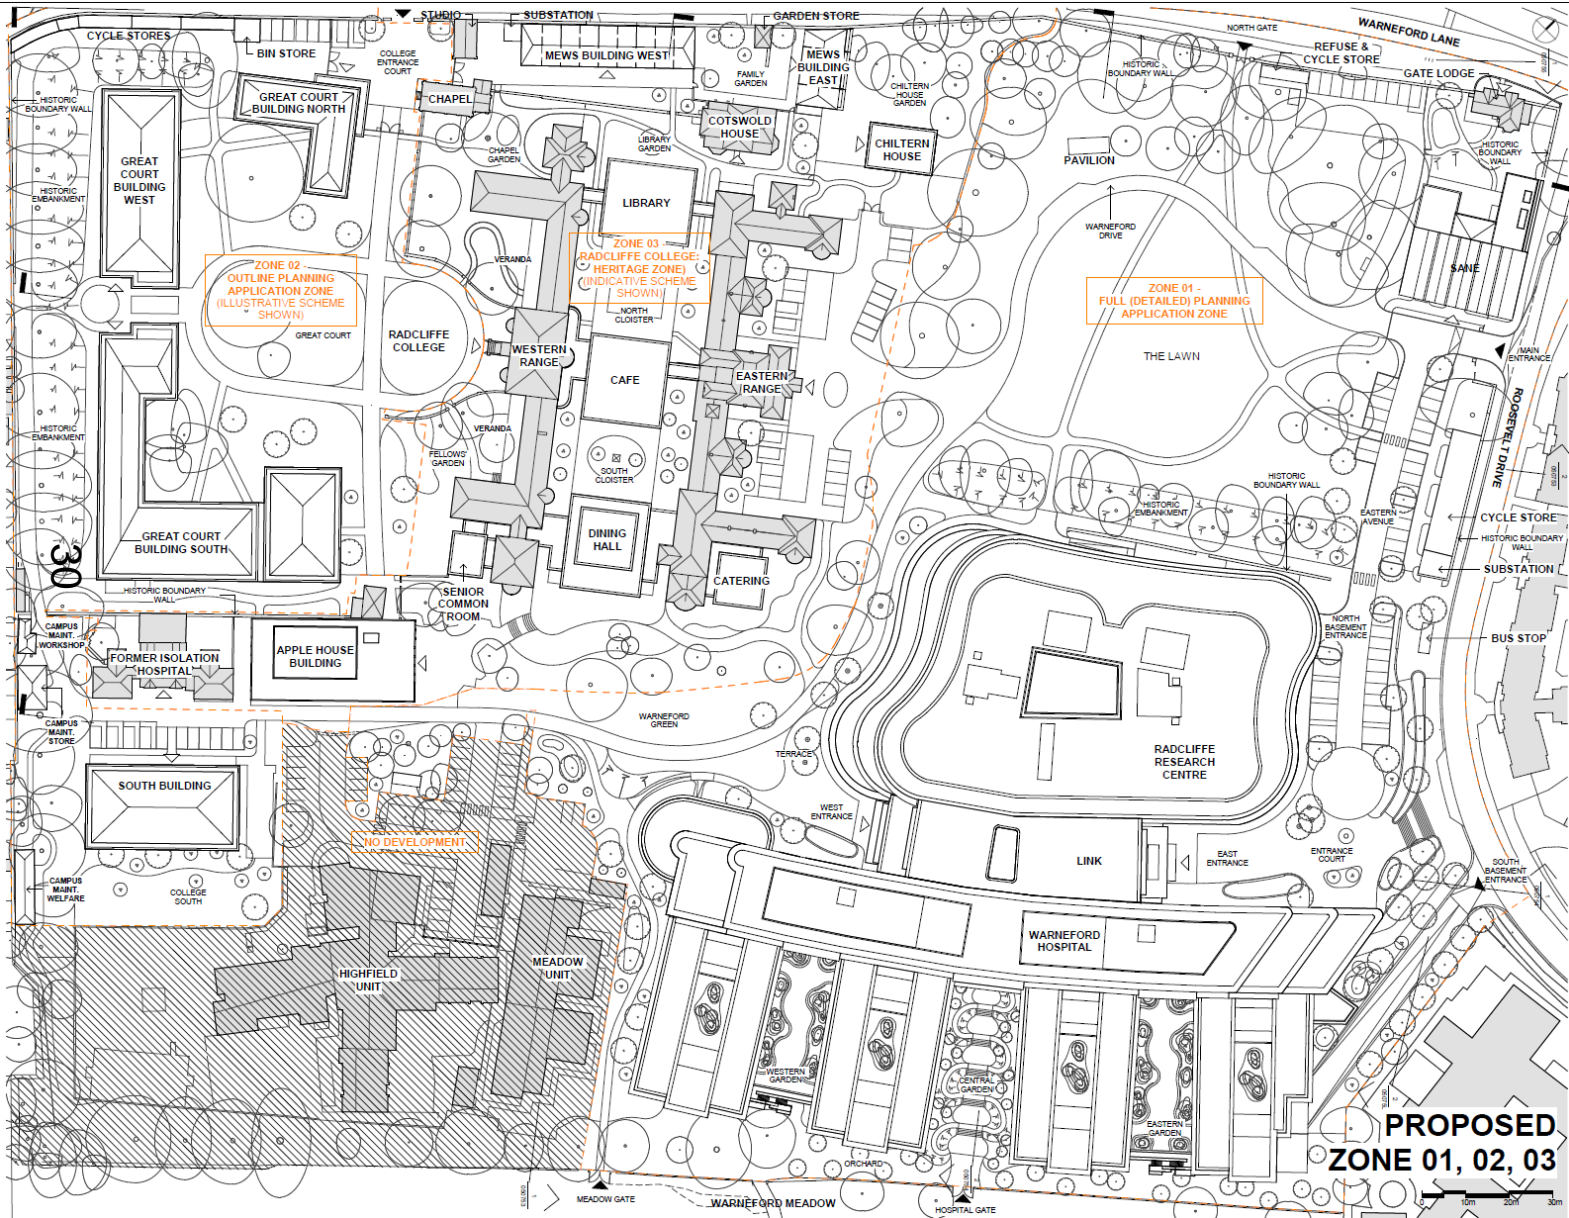 STUDIO
SUBSTATION
GARDEN STORE
WARNEFORD LANE
NORTH GATE
CYCLE STORES
BIN STORE
COLLEGE
ENTRANCE
COURT
MEWS BUILDING WEST
MEWS
BUILDING
EAST
FAMILY
GARDEN
HISTORIC
BOUNDARY WALL
REFUSE &
CYCLE STORE
GATE LODGE
HISTORIC
BOUNDARY WALL
GREAT COURT
BUILDING NORTH
CHAPEL
COTSWOLD
HOUSE
CHILTERN
HOUSE
GARDEN
CHILTERN
HOUSE
PAVILION
HISTORIC
BOUNDARY
WALL
GREAT
COURT
BUILDING
WEST
HISTORIC
EMBANKMENT
CHAPEL
GARDEN
LIBRARY
GARDEN
LIBRARY
WARNEFORD
DRIVE
VERANDA
ZONE 02 -
OUTLINE PLANNING
APPLICATION ZONE
(ILLUSTRATIVE SCHEME
SHOWN)
ZONE 03 -
RADCLIFFE COLLEGE:
HERITAGE ZONE)
(INDICATIVE SCHEME
SHOWN)
NORTH
CLOISTER
ZONE 01 -
FULL (DETAILED) PLANNING
APPLICATION ZONE
SANE
GREAT COURT
RADCLIFFE
COLLEGE
WESTERN
RANGE
CAFE
EASTERN
RANGE
THE LAWN
MAIN
ENTRANCE
ROOSEVELT DRIVE
HISTORIC
EMBANKMENT
VERANDA
FELLOWS'
GARDEN
SOUTH
CLOISTER
HISTORIC
BOUNDARY WALL
HISTORIC
EMBANKMENT
EASTERN
AVENUE
CYCLE STORE
HISTORIC BOUNDARY
WALL
SUBSTATION
GREAT COURT
BUILDING SOUTH
DINING
HALL
CATERING
30
HISTORIC BOUNDARY
WALL
SENIOR
COMMON
ROOM
NORTH
BASEMENT
ENTRANCE
BUS STOP
CAMPUS
MAINT.
WORKSHOP
FORMER ISOLATION
HOSPITAL
APPLE HOUSE
BUILDING
CAMPUS
MAINT.
STORE
WARNEFORD
GREEN
TERRACE
RADCLIFFE
RESEARCH
CENTRE
SOUTH BUILDING
NO DEVELOPMENT
WEST
ENTRANCE
LINK
EAST
ENTRANCE
ENTRANCE
COURT
SOUTH
BASEMENT
ENTRANCE
CAMPUS
MAINT.
WELFARE
COLLEGE
SOUTH
WARNEFORD
HOSPITAL
HIGHFIELD
UNIT
MEADOW
UNIT
WESTERN
GARDEN
CENTRAL
GARDEN
EASTERN
GARDEN
ORCHARD
MEADOW GATE
WARNEFORD MEADOW
HOSPITAL GATE
PROPOSED
ZONE 01, 02, 03
0 10m 20m 30m